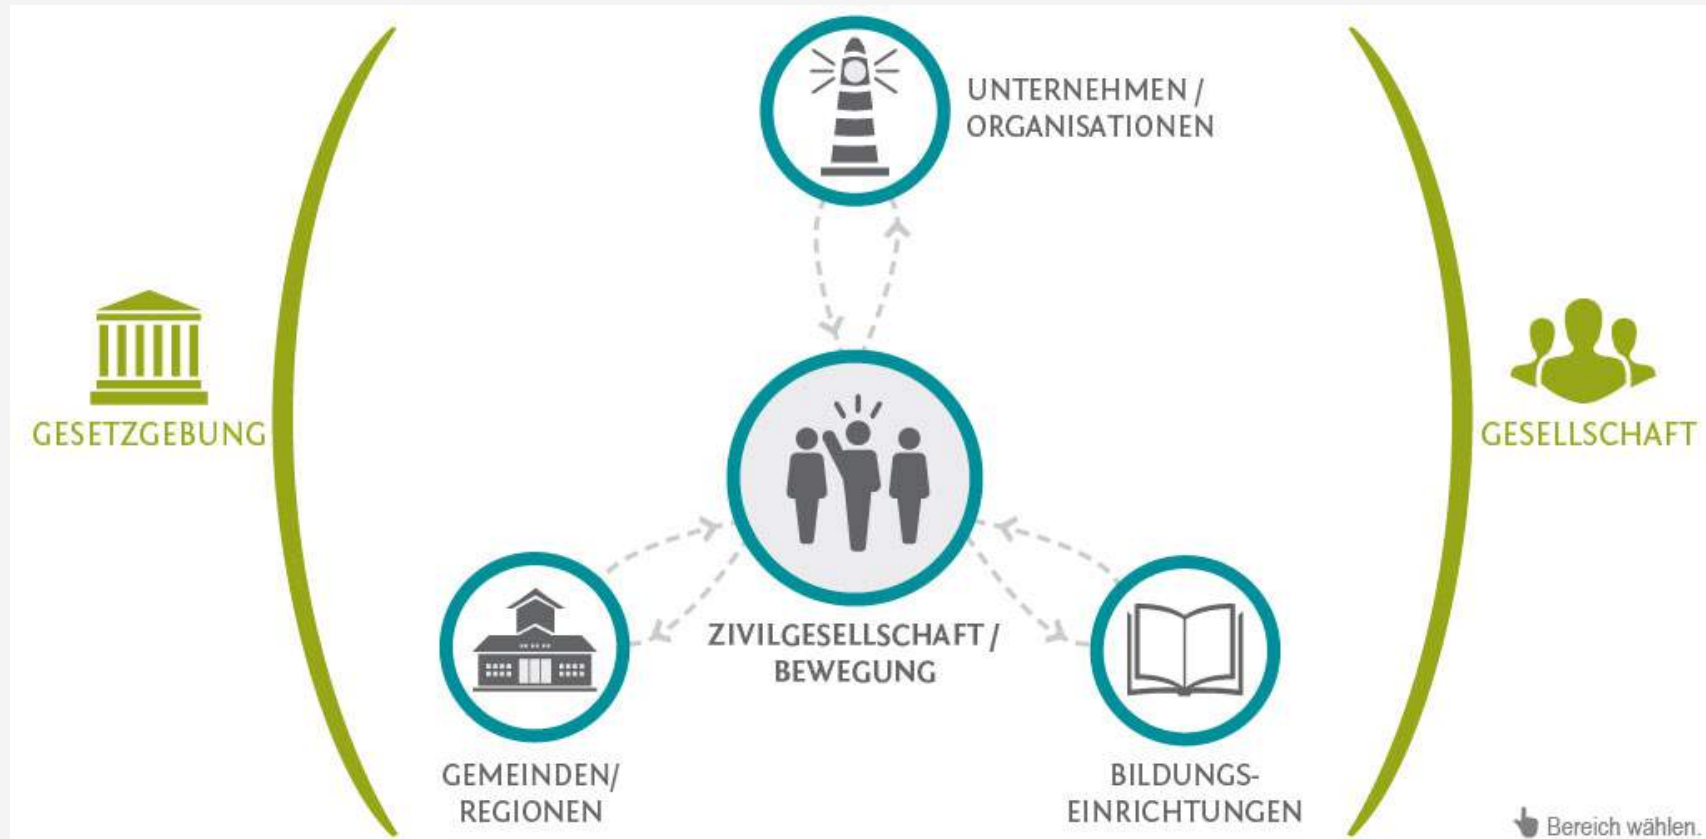 UNTERNEHMEN /
ORGANISATIONEN
GESETZGEBUNG
GESELLSCHAFT
ZIVILGESELLSCHAFT /
BEWEGUNG
GEMEINDEN/
REGIONEN
BILDUNGS-
EINRICHTUNGEN
Bereich wählen.